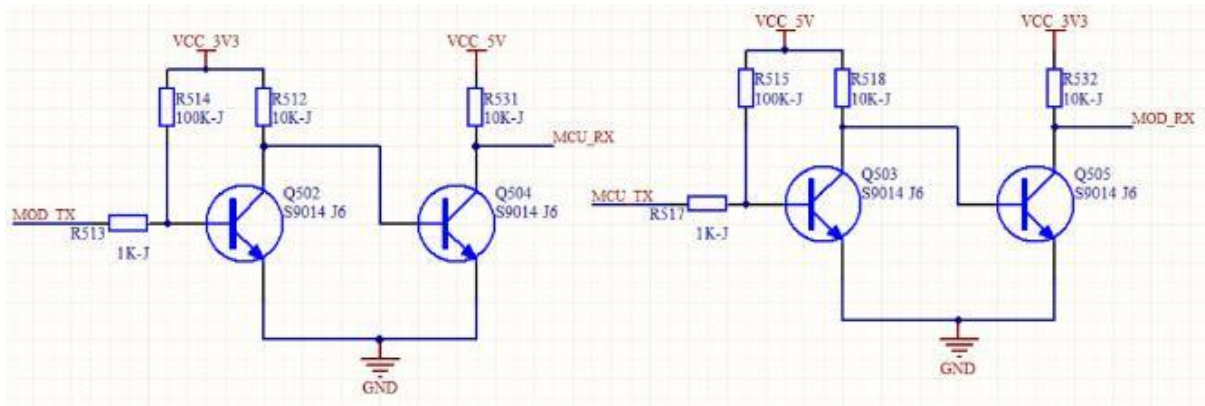 VCC_3V3
VCC_5V
R514
100K-J
R512
10K-J
R531
10K-J
MCU_RX
Q502
S9014 J6
Q504
S9014 J6
MOD_TX
R513
1K-J
GND
VCC_5V
VCC_3V3
R515
100K-J
R518
10K-J
R532
10K-J
MOD_RX
Q503
S9014 J6
Q505
S9014 J6
MCU_TX
R517
1K-J
GND